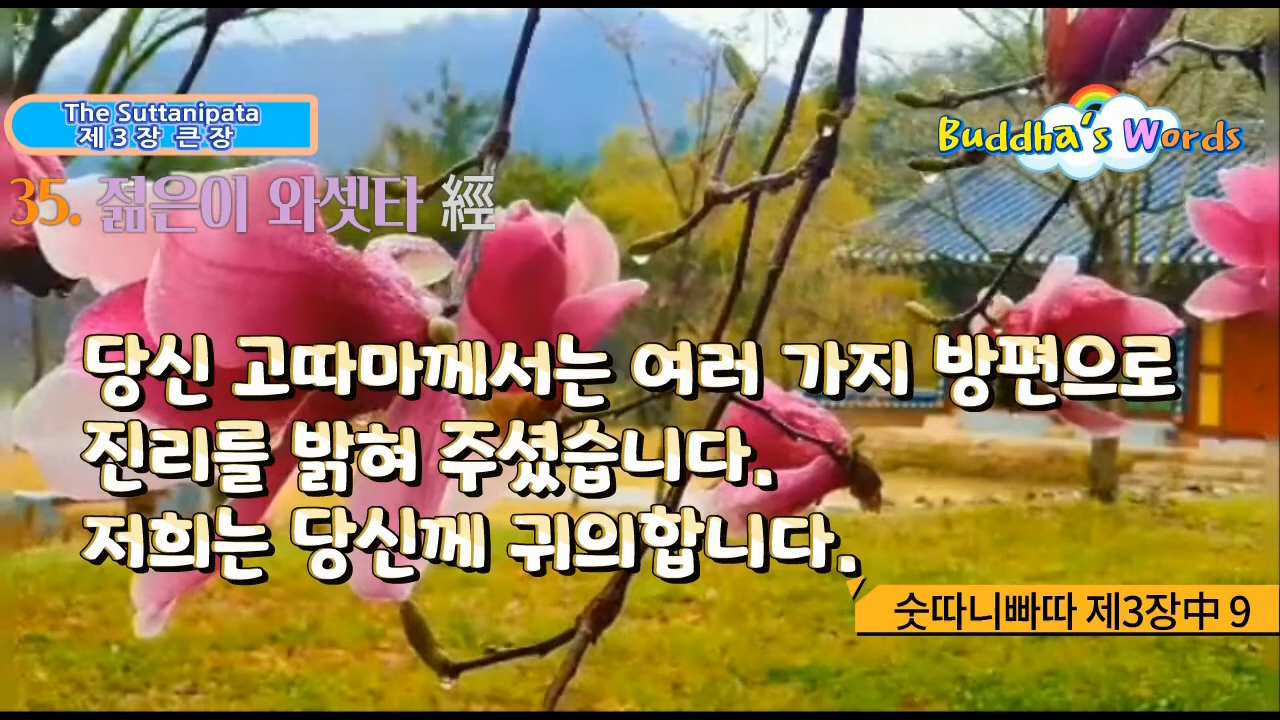 The Suttanipata
제 3 장 큰 장
Buddha's Words
35. 젊은이 와셋타 經
당신 고따마께서는 여러 가지 방편으로
진리를 밝혀 주셨습니다.
저희는 당신께 귀의합니다.
숫따니빠따 제3장中 9